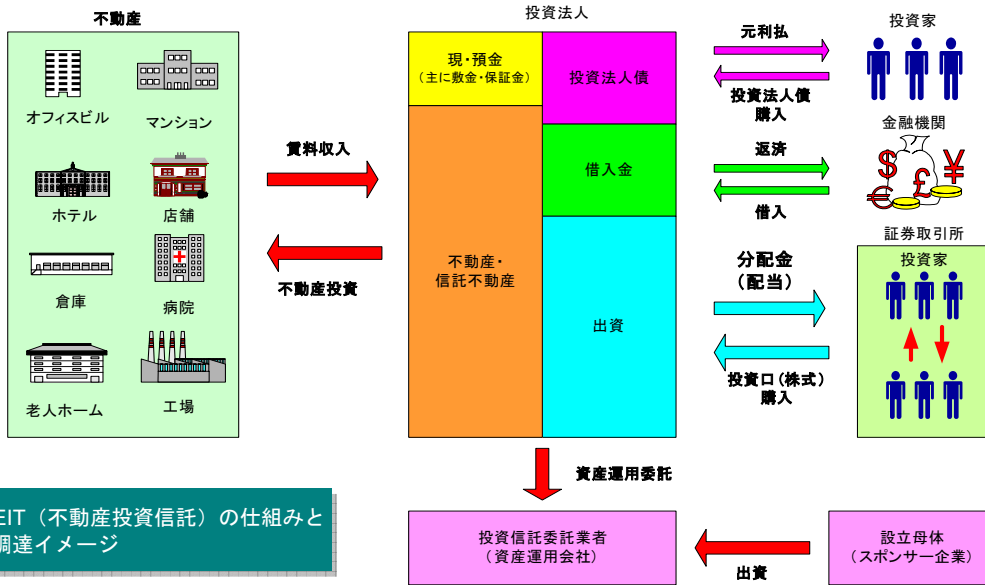 不動産
オフィスビル
マンション
ホテル
店舗
倉庫
病院
老人ホーム
工場
賃料収入
不動産投資
投資法人
現・預金
（主に敷金・保証金）
投資法人債
借入金
不動産・
信託不動産
出資
元利払
投資法人債
購入
返済
借入
分配金
（配当）
投資口（株式）
購入
投資家
金融機関
$
¥
£
€
証券取引所
投資家
資産運用委託
投資信託委託業者
（資産運用会社）
出資
設立母体
（スポンサー企業）
EIT（不動産投資信託）の仕組みと
調達イメージ